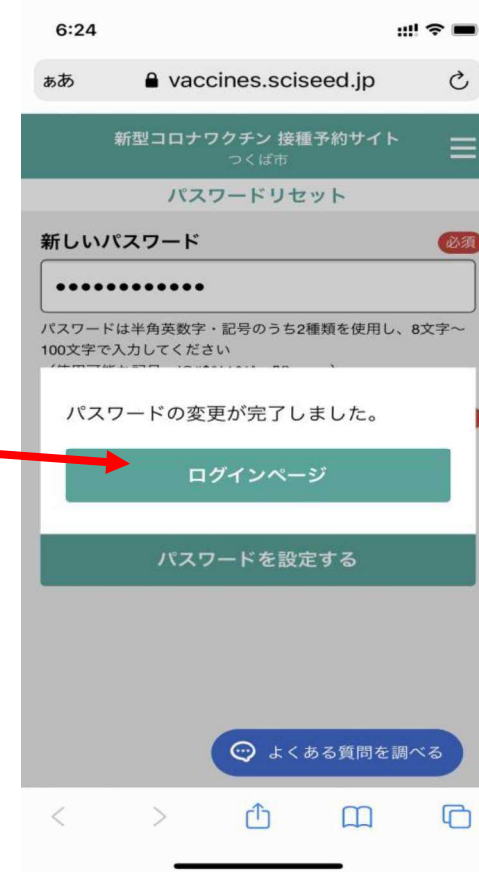 6:24
ぁあ vaccines.sciseed.jp
新型コロナワクチン 接種予約サイト
つくば市
パスワードリセット
新しいパスワード 必須
••••••••••••
パスワードは半角英数字・記号のうち2種類を使用し、8文字～
100文字で入力してください
パスワードの変更が完了しました。
ログインページ
パスワードを設定する
よくある質問を調べる